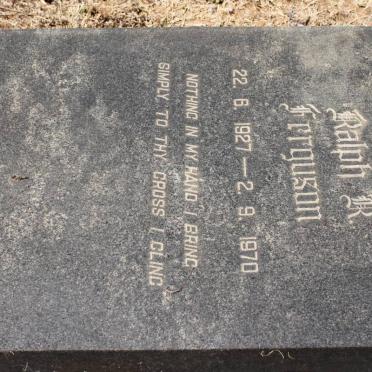 Ralph R
Ferguson
22 6 1927 — 2 9 1970
NOTHING IN MY HAND I BRING
SIMPLY TO THY CROSS I CLING